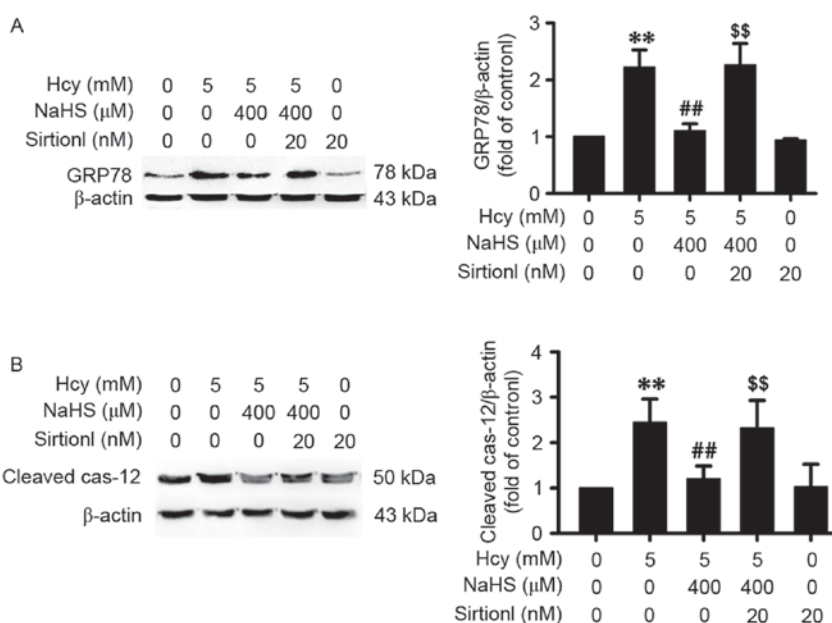 A
Hcy (mM) 0 5 5 5 0
NaHS (μM) 0 0 400 400 0
Sirtionl (nM) 0 0 0 20 20
GRP78 78 kDa
β-actin 43 kDa
GRP78/β-actin
(fold of contronl)
3
2
1
0
** ## $$
Hcy (mM) 0 5 5 5 0
NaHS (μM) 0 0 400 400 0
Sirtionl (nM) 0 0 0 20 20
B
Hcy (mM) 0 5 5 5 0
NaHS (μM) 0 0 400 400 0
Sirtionl (nM) 0 0 0 20 20
Cleaved cas-12 50 kDa
β-actin 43 kDa
Cleaved cas-12/β-actin
(fold of contronl)
4
3
2
1
0
** ## $$
Hcy (mM) 0 5 5 5 0
NaHS (μM) 0 0 400 400 0
Sirtionl (nM) 0 0 0 20 20